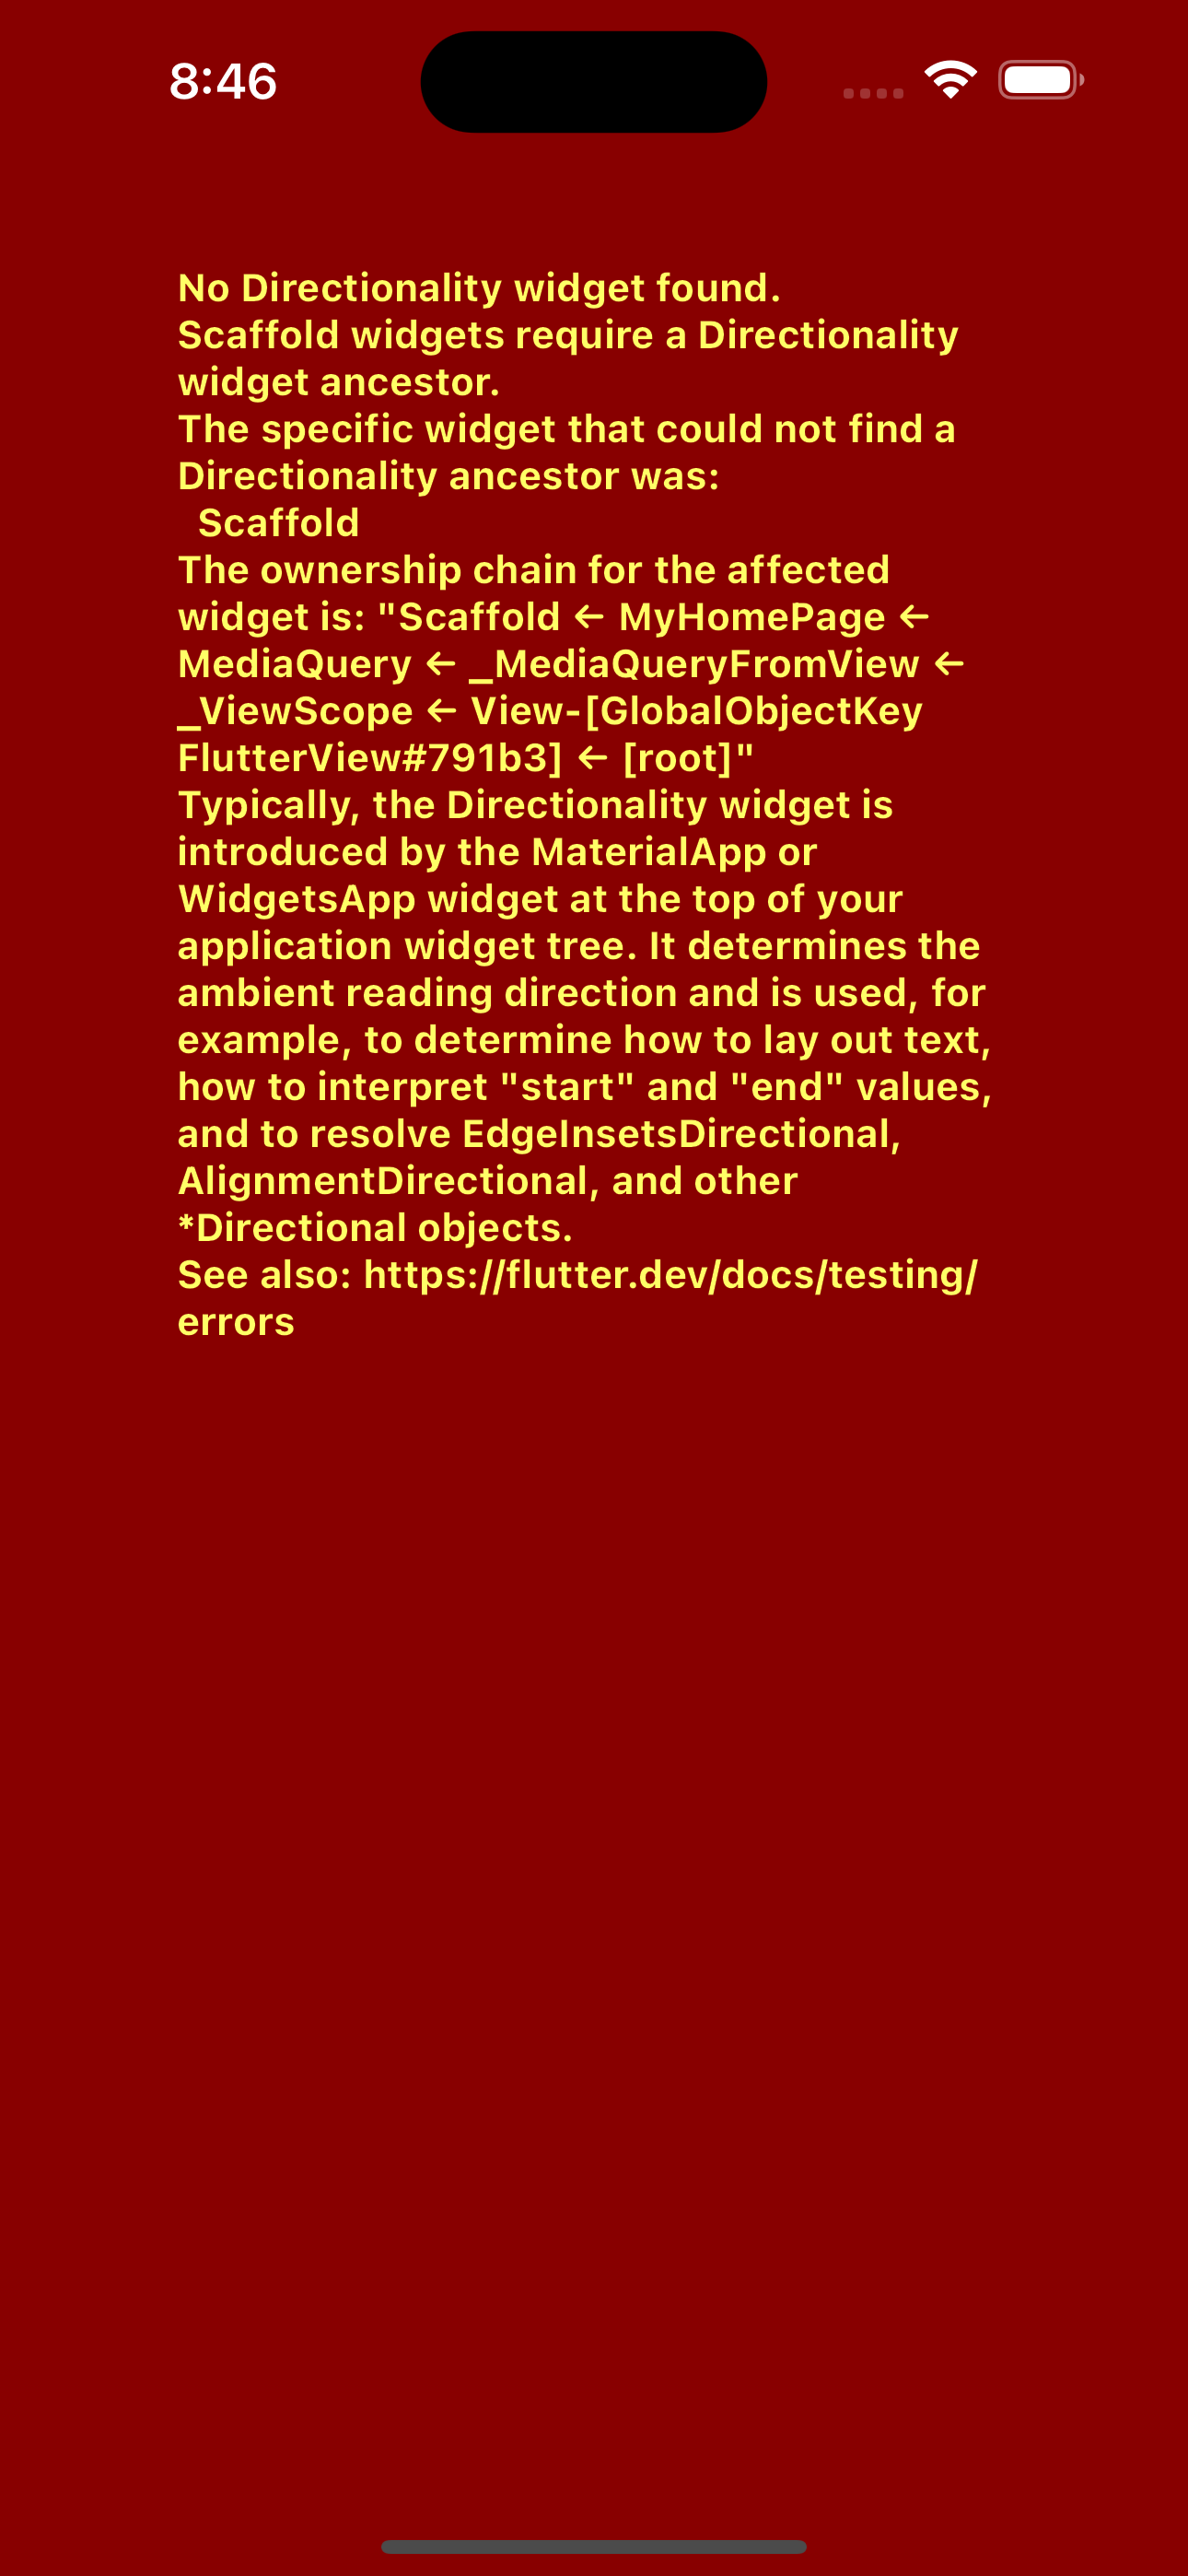 8:46
No Directionality widget found.
Scaffold widgets require a Directionality
widget ancestor.
The specific widget that could not find a
Directionality ancestor was:
  Scaffold
The ownership chain for the affected
widget is: "Scaffold ← MyHomePage ←
MediaQuery ← _MediaQueryFromView ←
_ViewScope ← View-[GlobalObjectKey
FlutterView#791b3] ← [root]"
Typically, the Directionality widget is
introduced by the MaterialApp or
WidgetsApp widget at the top of your
application widget tree. It determines the
ambient reading direction and is used, for
example, to determine how to lay out text,
how to interpret "start" and "end" values,
and to resolve EdgeInsetsDirectional,
AlignmentDirectional, and other
*Directional objects.
See also: https://flutter.dev/docs/testing/
errors